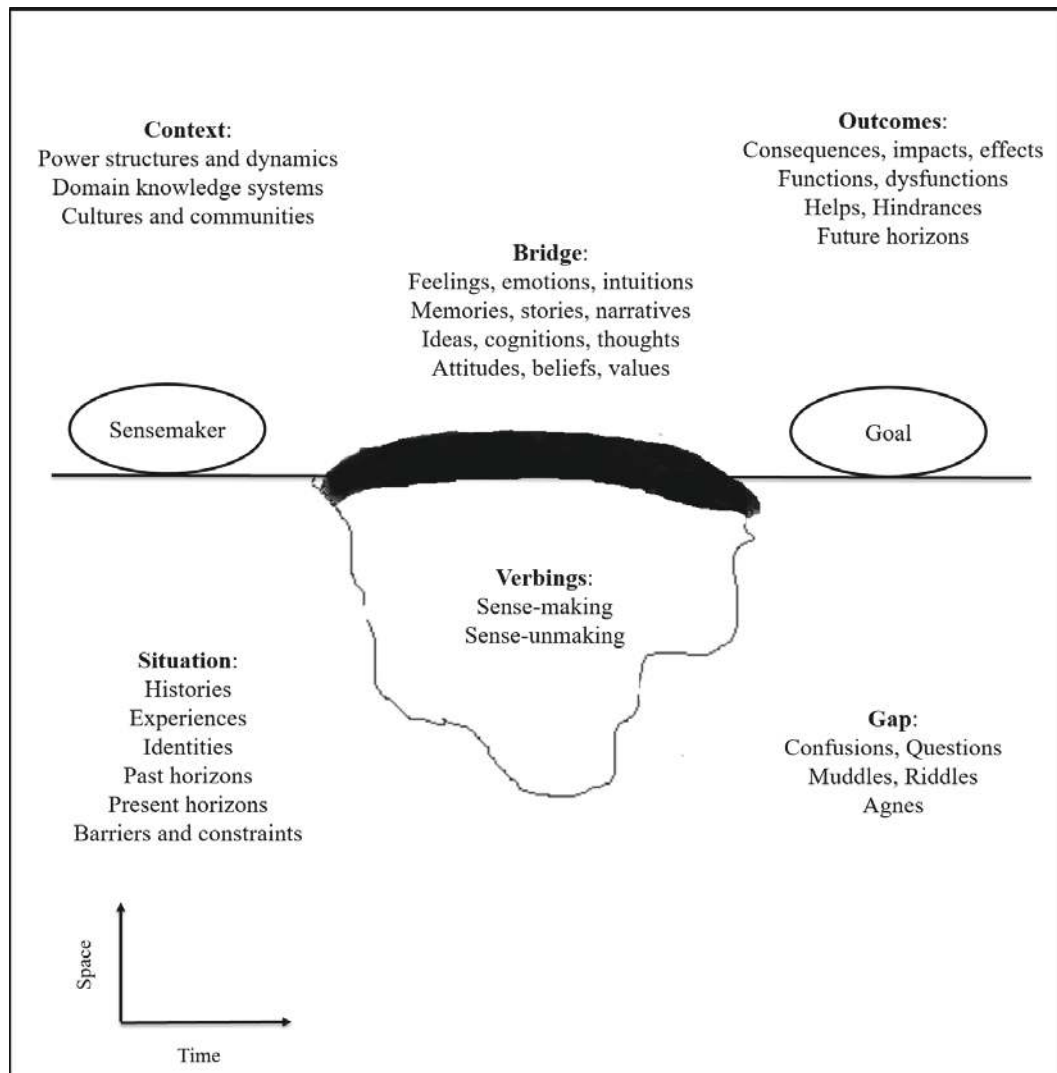 Context:
Power structures and dynamics
Domain knowledge systems
Cultures and communities
Outcomes:
Consequences, impacts, effects
Functions, dysfunctions
Helps, Hindrances
Future horizons
Bridge:
Feelings, emotions, intuitions
Memories, stories, narratives
Ideas, cognitions, thoughts
Attitudes, beliefs, values
Sensemaker
Goal
Verbings:
Sense-making
Sense-unmaking
Situation:
Histories
Experiences
Identities
Past horizons
Present horizons
Barriers and constraints
Gap:
Confusions, Questions
Muddles, Riddles
Agnes
Space
Time